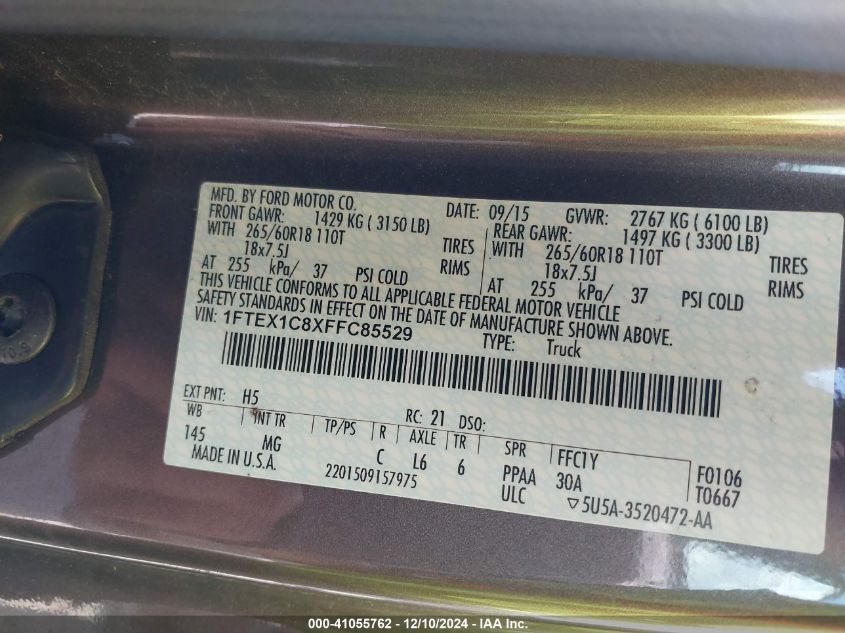 MFD. BY FORD MOTOR CO. DATE: 09/15 GVWR: 2767 KG ( 6100 LB)
FRONT GAWR: 1429 KG ( 3150 LB) REAR GAWR: 1497 KG ( 3300 LB)
WITH 265/60R18 110T TIRES WITH 265/60R18 110T TIRES
18x7.5J RIMS 18x7.5J RIMS
AT 255 kPa/ 37 PSI COLD AT 255 kPa/ 37 PSI COLD
THIS VEHICLE CONFORMS TO ALL APPLICABLE FEDERAL MOTOR VEHICLE
SAFETY STANDARDS IN EFFECT ON THE DATE OF MANUFACTURE SHOWN ABOVE.
VIN: 1FTEX1C8XFFC85529 TYPE: Truck
EXT PNT: H5 RC: 21 DSO:
WB INT TR TP/PS R AXLE TR SPR FFC1Y F0106
145 MG C L6 6 PPAA 30A T0667
MADE IN U.S.A. 2201509157975 ULC ▽5U5A-3520472-AA
000-41055762 - 12/10/2024 - IAA Inc.